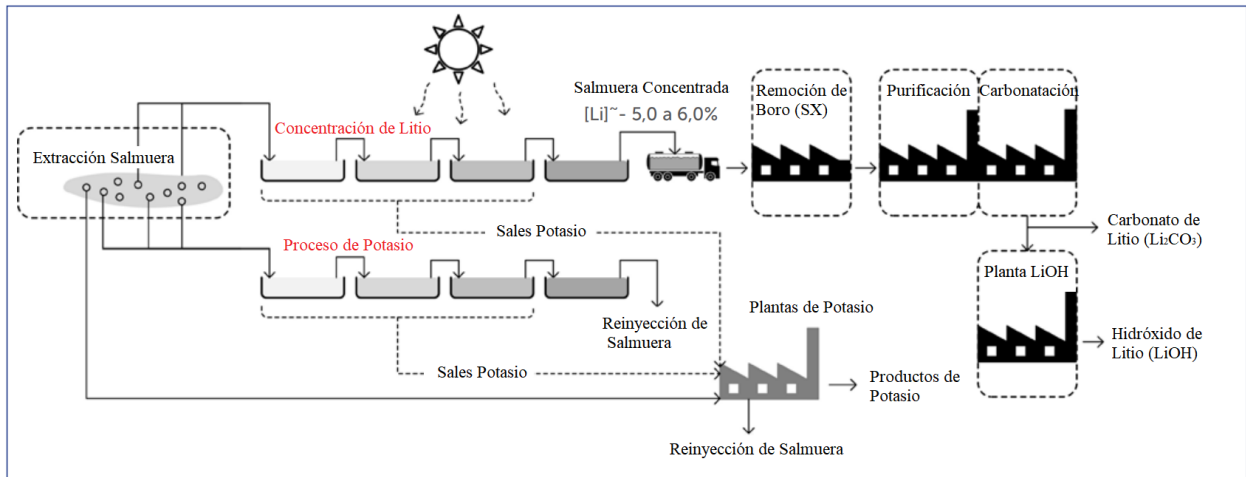 Salmuera Concentrada
[Li]~- 5,0 a 6,0%
Remoción de
Boro (SX)
Purificación
Carbonatación
Concentración de Litio
Extracción Salmuera
Sales Potasio
Carbonato de
Litio (Li₂CO₃)
Proceso de Potasio
Planta LiOH
Plantas de Potasio
Reinyección de
Salmuera
Hidróxido de
Litio (LiOH)
Sales Potasio
Productos de
Potasio
Reinyección de Salmuera